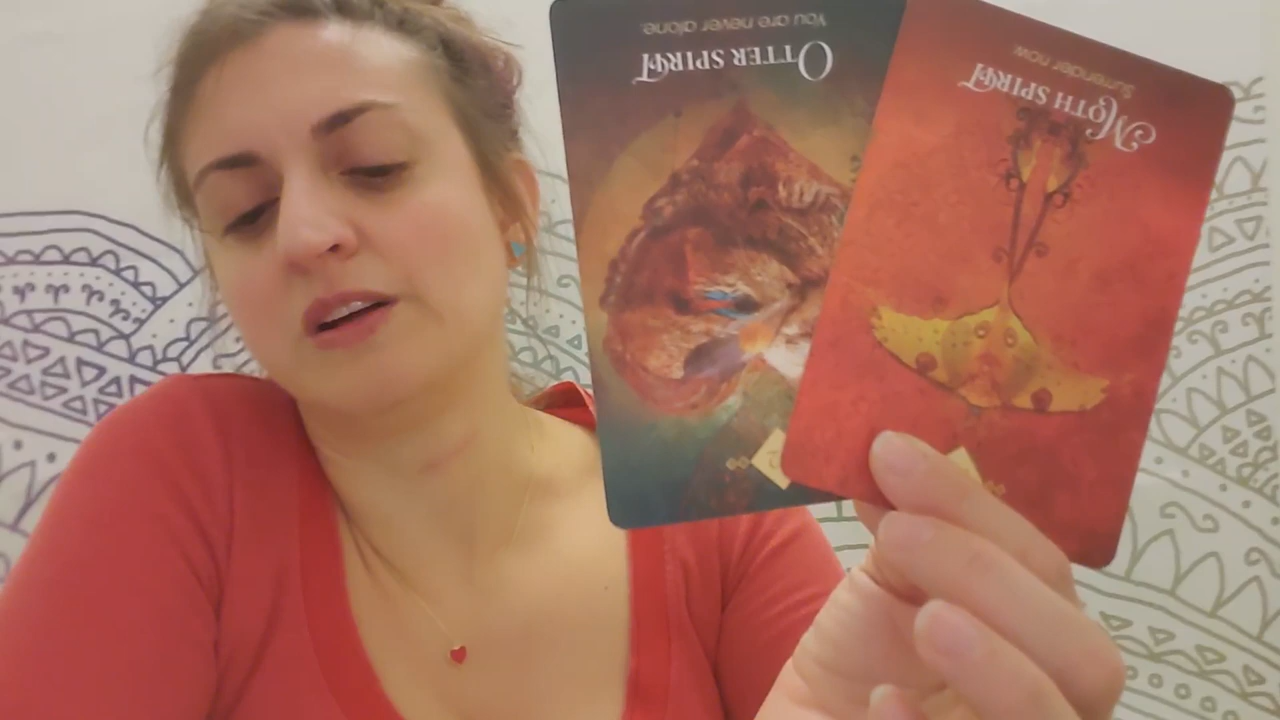 OTTER SPIRIT
You are never alone.
MOTH SPIRIT
Surrender now.